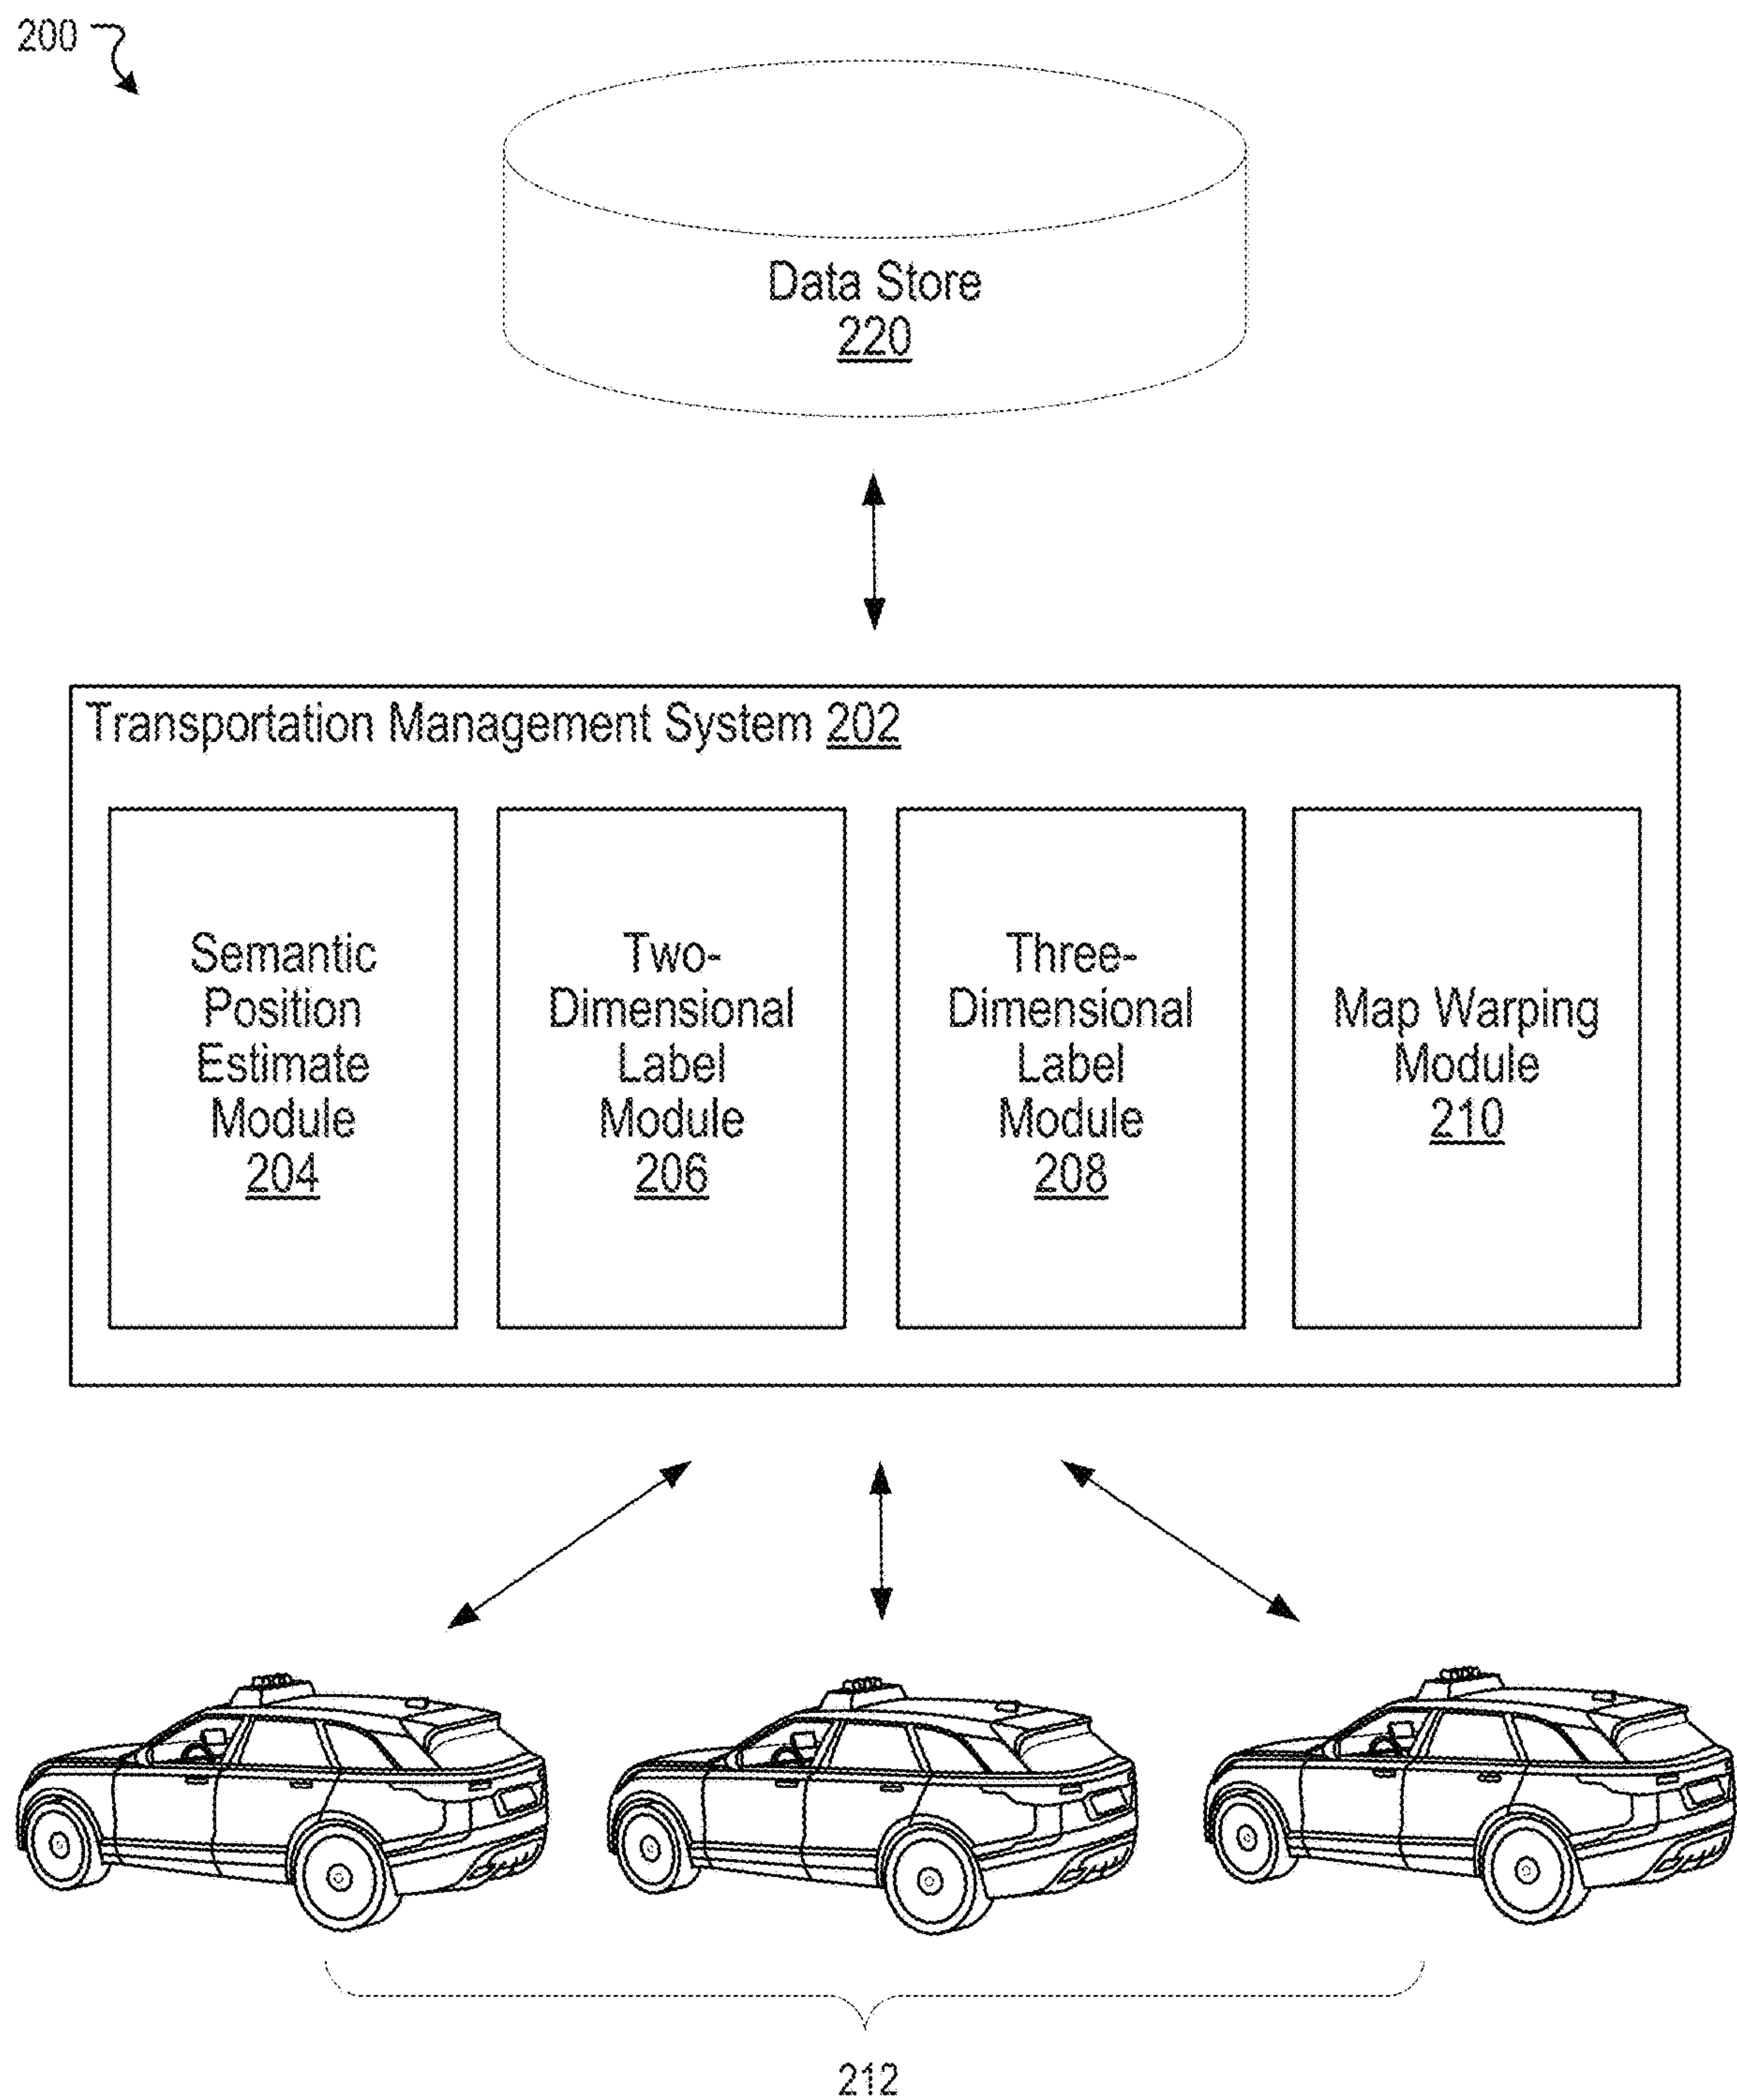 200
Data Store
220
Transportation Management System 202
Semantic
Position
Estimate
Module
204
Two-
Dimensional
Label
Module
206
Three-
Dimensional
Label
Module
208
Map Warping
Module
210
212